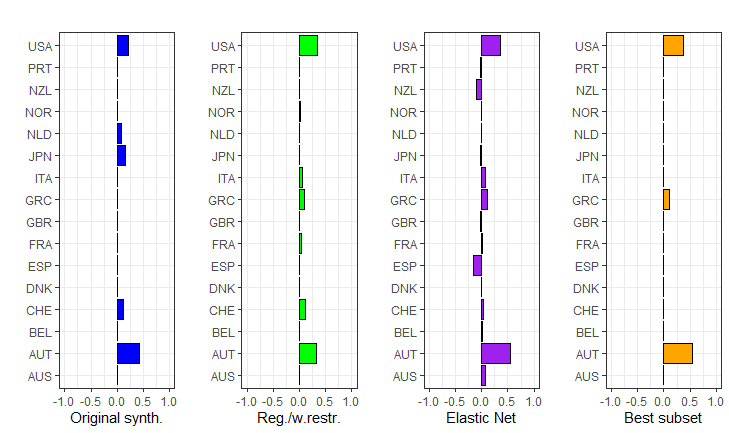 USA
PRT
NZL
NOR
NLD
JPN
ITA
GRC
GBR
FRA
ESP
DNK
CHE
BEL
AUT
AUS
-1.0 -0.5 0.0 0.5 1.0
Original synth.
USA
PRT
NZL
NOR
NLD
JPN
ITA
GRC
GBR
FRA
ESP
DNK
CHE
BEL
AUT
AUS
-1.0 -0.5 0.0 0.5 1.0
Reg./w.restr.
USA
PRT
NZL
NOR
NLD
JPN
ITA
GRC
GBR
FRA
ESP
DNK
CHE
BEL
AUT
AUS
-1.0 -0.5 0.0 0.5 1.0
Elastic Net
USA
PRT
NZL
NOR
NLD
JPN
ITA
GRC
GBR
FRA
ESP
DNK
CHE
BEL
AUT
AUS
-1.0 -0.5 0.0 0.5 1.0
Best subset